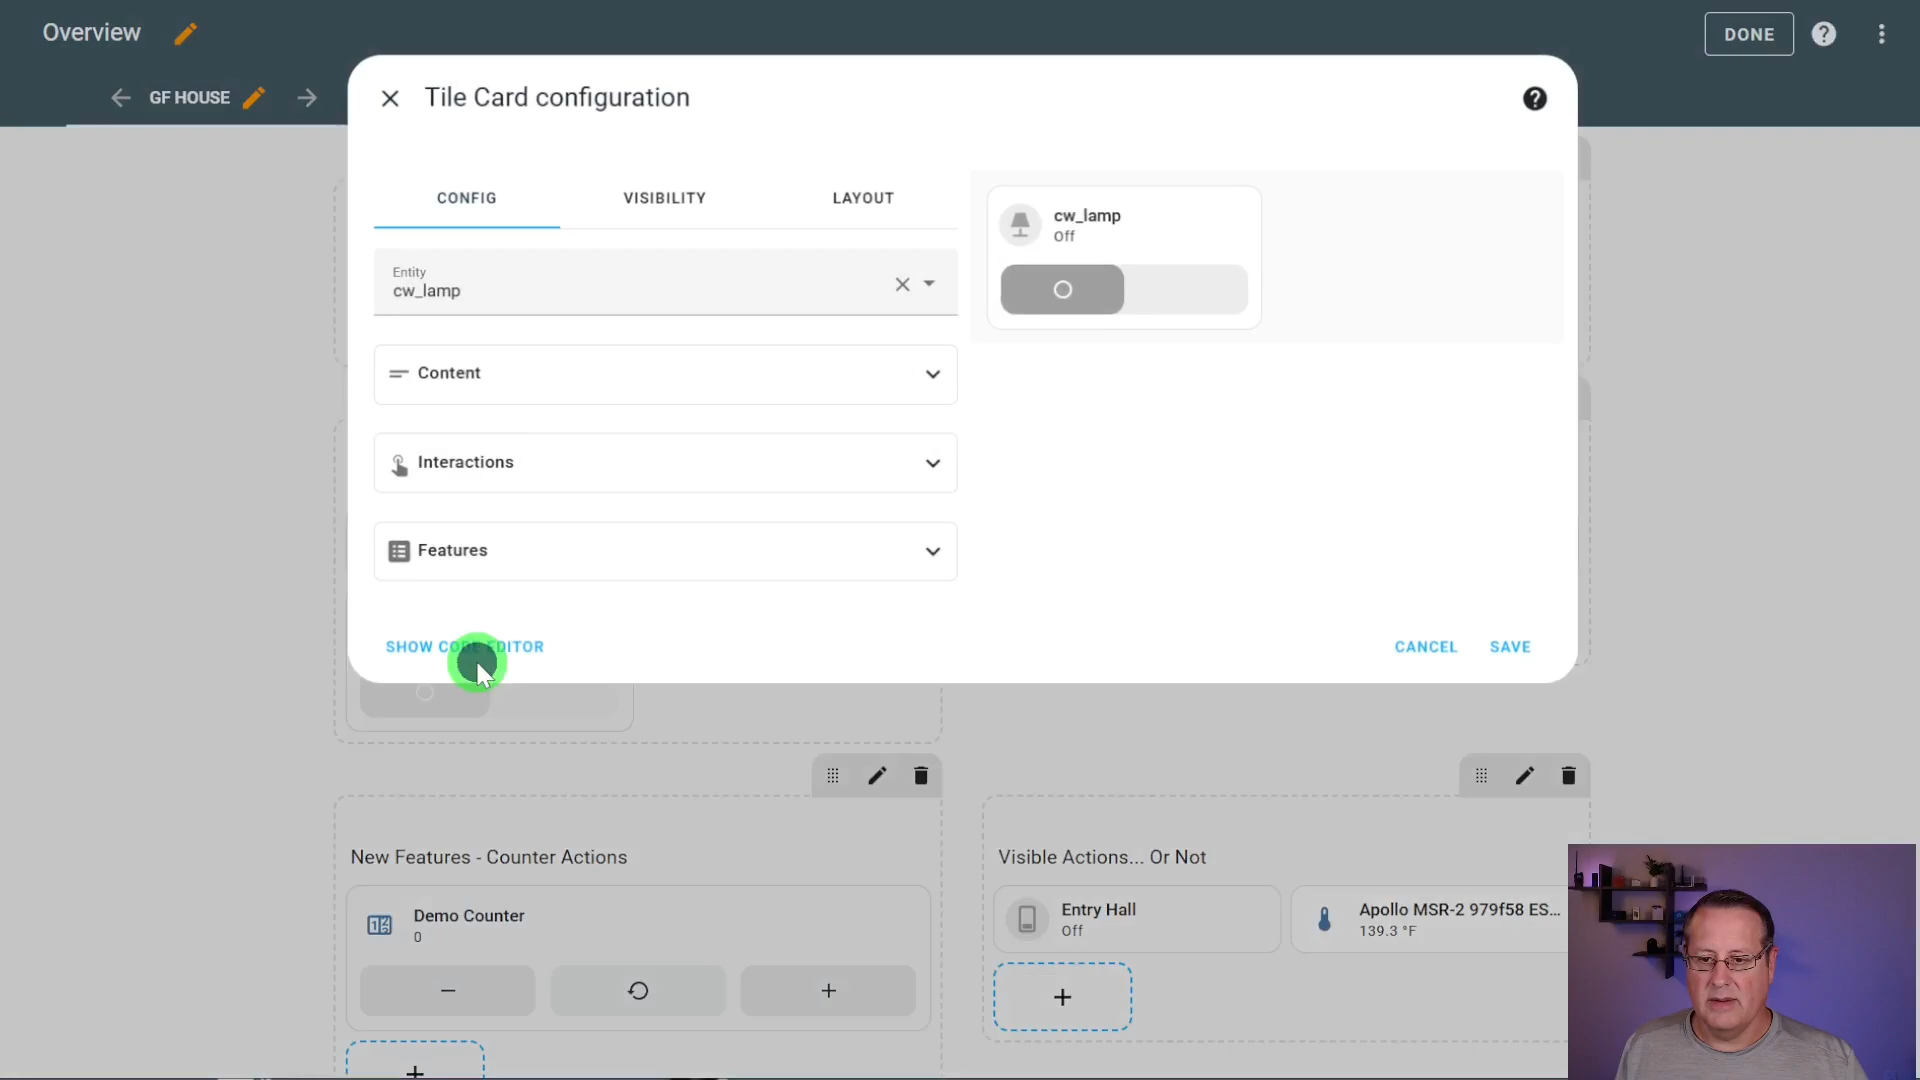 Overview
DONE
GF HOUSE
Tile Card configuration
CONFIG
VISIBILITY
LAYOUT
cw_lamp
Off
Entity
cw_lamp
Content
Interactions
Features
SHOW CODE EDITOR
CANCEL
SAVE
New Features - Counter Actions
Visible Actions... Or Not
Demo Counter
0
Entry Hall
Off
Apollo MSR-2 979f58 ES...
139.3 °F